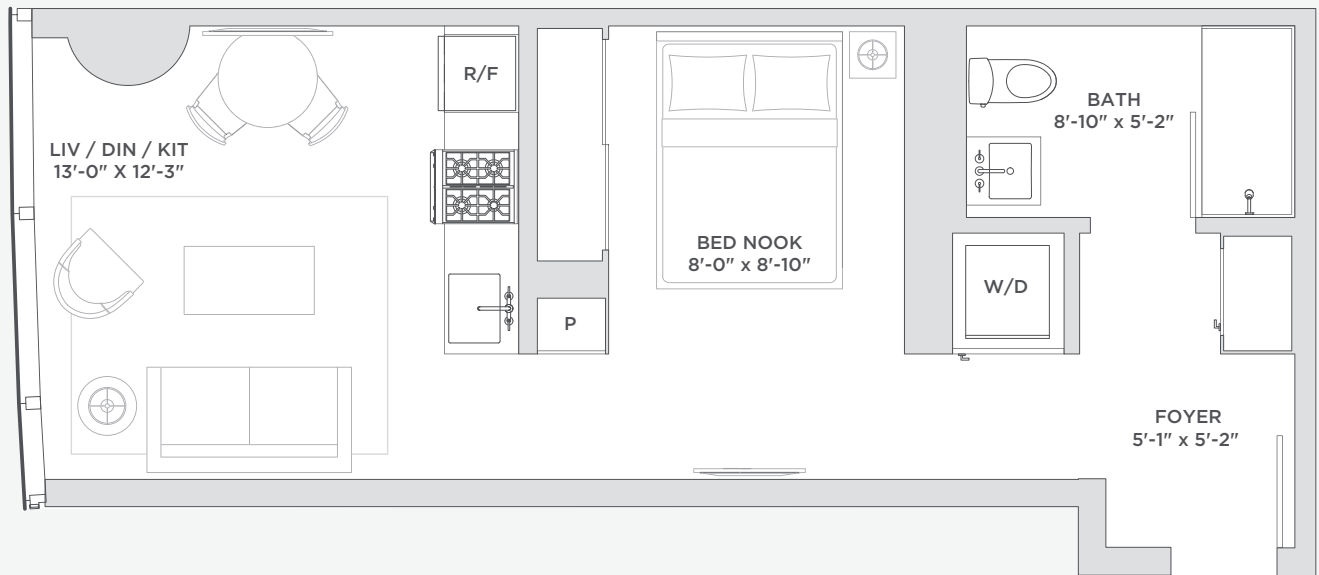 R/F
LIV / DIN / KIT
13'-0" X 12'-3"
BED NOOK
8'-0" x 8'-10"
P
BATH
8'-10" x 5'-2"
W/D
FOYER
5'-1" x 5'-2"